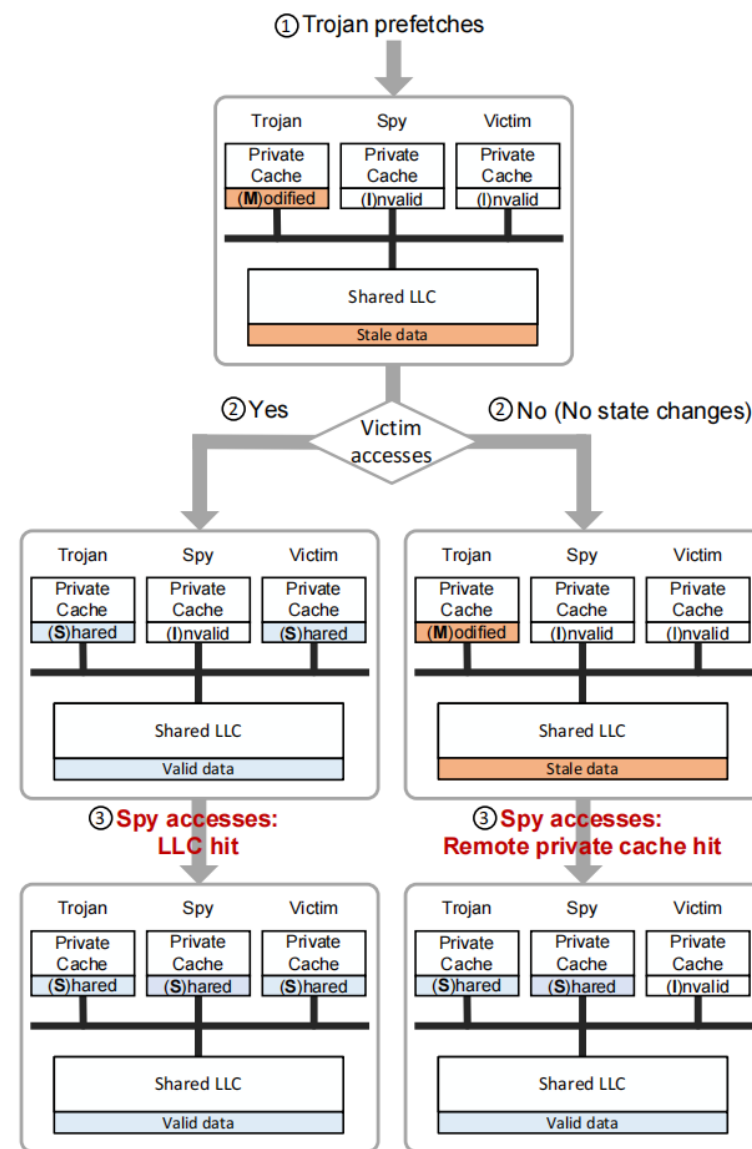 ① Trojan prefetches
Trojan Spy Victim
Private Cache Private Cache Private Cache
(M)odified (I)nvalid (I)nvalid
Shared LLC
Stale data
② Yes
② No (No state changes)
Victim
accesses
Trojan Spy Victim
Private Cache Private Cache Private Cache
(S)hared (I)nvalid (S)hared
Shared LLC
Valid data
Trojan Spy Victim
Private Cache Private Cache Private Cache
(M)odified (I)nvalid (I)nvalid
Shared LLC
Stale data
③ Spy accesses:
LLC hit
③ Spy accesses:
Remote private cache hit
Trojan Spy Victim
Private Cache Private Cache Private Cache
(S)hared (S)hared (S)hared
Shared LLC
Valid data
Trojan Spy Victim
Private Cache Private Cache Private Cache
(S)hared (S)hared (I)nvalid
Shared LLC
Valid data